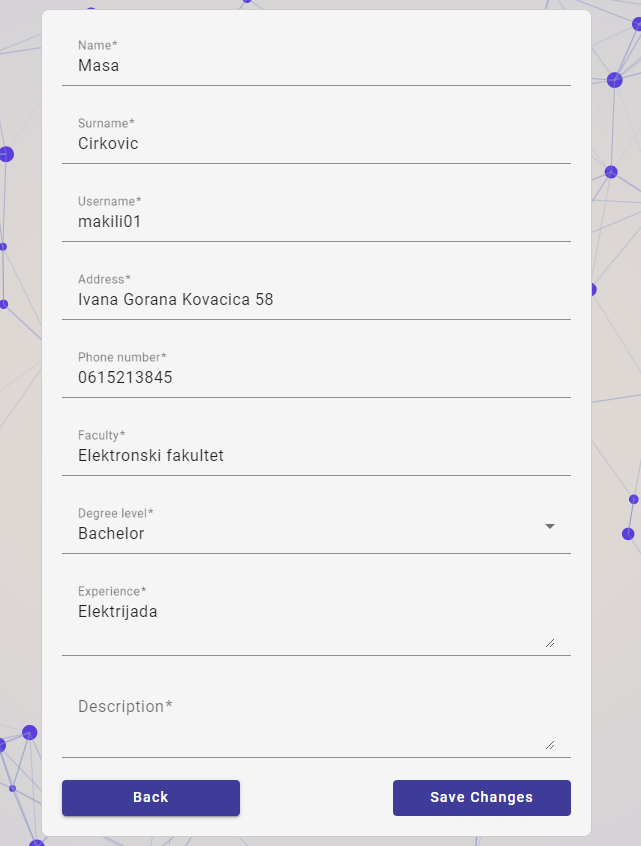 Name*
Masa
Surname*
Cirkovic
Username*
makili01
Address*
Ivana Gorana Kovacica 58
Phone number*
0615213845
Faculty*
Elektronski fakultet
Degree level*
Bachelor
Experience*
Elektrijada
Description*
Back
Save Changes